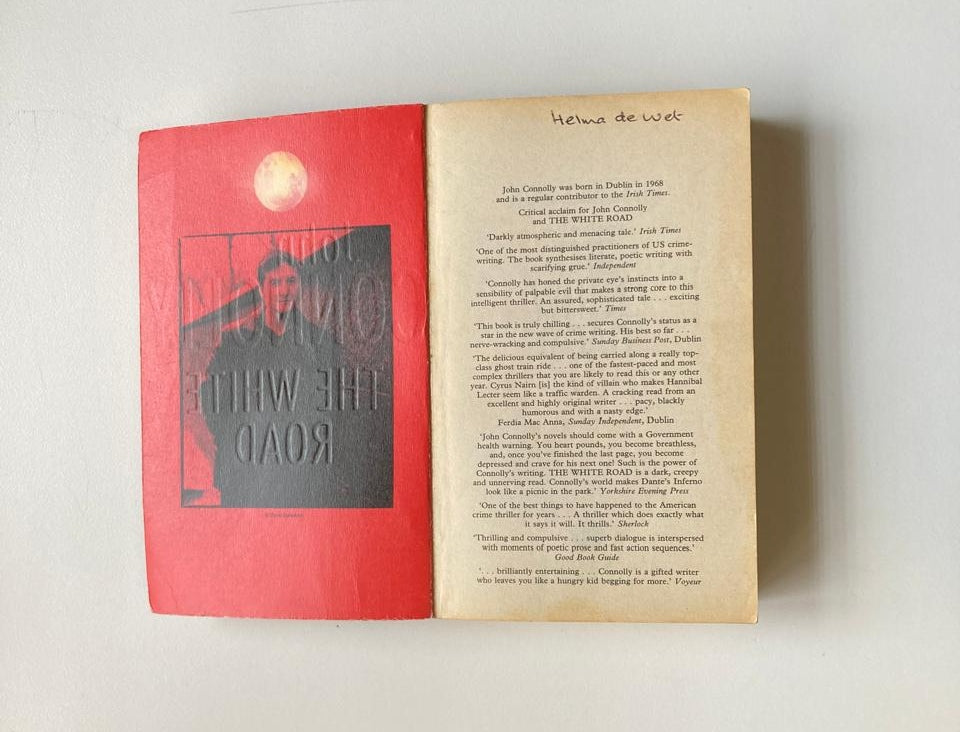 JOHN
THE WHITE
ROAD
Helma de Wet
John Connolly was born in Dublin in 1968
and is a regular contributor to the Irish Times.
Critical acclaim for John Connolly
and THE WHITE ROAD
‘Darkly atmospheric and menacing tale.’ Irish Times
‘One of the most distinguished practitioners of US crime-
writing. The book synthesises literate, poetic writing with
scarifying grue.’ Independent
‘Connolly has honed the private eye's instincts into a
sensibility of palpable evil that makes a strong core to this
intelligent thriller. An assured, sophisticated tale . . . exciting
but bittersweet.’ Times
‘This book is truly chilling . . . secures Connolly's status as a
star in the new wave of crime writing. His best so far . . .
nerve-wracking and compulsive.’ Sunday Business Post, Dublin
‘The delicious equivalent of being carried along a really top-
class ghost train ride . . . one of the fastest-paced and most
complex thrillers that you are likely to read this or any other
year. Cyrus Nairn [is] the kind of villain who makes Hannibal
Lecter seem like a traffic warden. A cracking read from an
excellent and highly original writer . . . pacy, blackly
humorous and with a nasty edge.’
Ferdia Mac Anna, Sunday Independent, Dublin
‘John Connolly's novels should come with a Government
health warning. You heart pounds, you become breathless,
and, once you've finished the last page, you become
depressed and crave for his next one! Such is the power of
Connolly's writing. THE WHITE ROAD is a dark, creepy
and unnerving read. Connolly's world makes Dante's Inferno
look like a picnic in the park.’ Yorkshire Evening Press
‘One of the best things to have happened to the American
crime thriller for years . . . A thriller which does exactly what
it says it will. It thrills.’ Sherlock
‘Thrilling and compulsive . . . superb dialogue is interspersed
with moments of poetic prose and fast action sequences.’
Good Book Guide
‘. . . brilliantly entertaining . . . Connolly is a gifted writer
who leaves you like a hungry kid begging for more.’ Voyeur